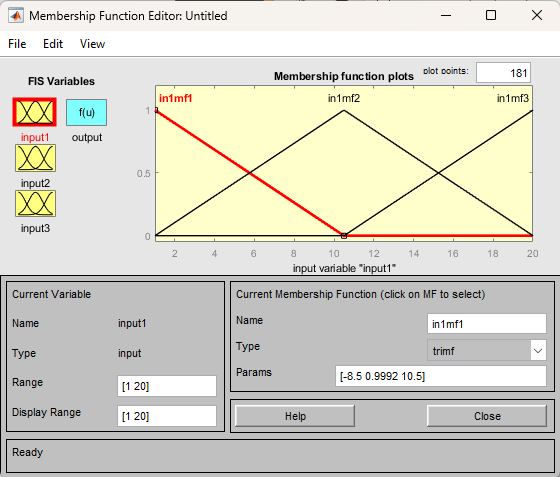 Membership Function Editor: Untitled
File Edit View
FIS Variables
Membership function plots
plot points:
181
f(u)
input1
output
input2
input3
in1mf1
in1mf2
in1mf3
1
0.5
0
2 4 6 8 10 12 14 16 18 20
input variable "input1"
Current Variable
Name input1
Type input
Range [1 20]
Display Range [1 20]
Current Membership Function (click on MF to select)
Name in1mf1
Type trimf
Params [-8.5 0.9992 10.5]
Help Close
Ready